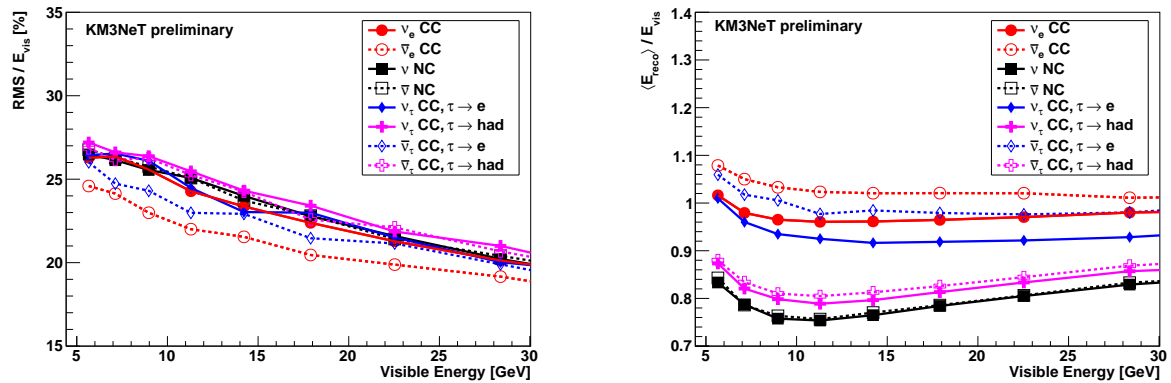 RMS / E_vis [%]
35
30
25
20
15
KM3NeT preliminary
ν_e CC
ν̅_e CC
ν NC
ν̅ NC
ν_τ CC, τ → e
ν_τ CC, τ → had
ν̅_τ CC, τ → e
ν̅_τ CC, τ → had
5 10 15 20 25 30
Visible Energy [GeV]
⟨E_reco⟩ / E_vis
1.4
1.3
1.2
1.1
1.0
0.9
0.8
0.7
KM3NeT preliminary
ν_e CC
ν̅_e CC
ν NC
ν̅ NC
ν_τ CC, τ → e
ν_τ CC, τ → had
ν̅_τ CC, τ → e
ν̅_τ CC, τ → had
5 10 15 20 25 30
Visible Energy [GeV]